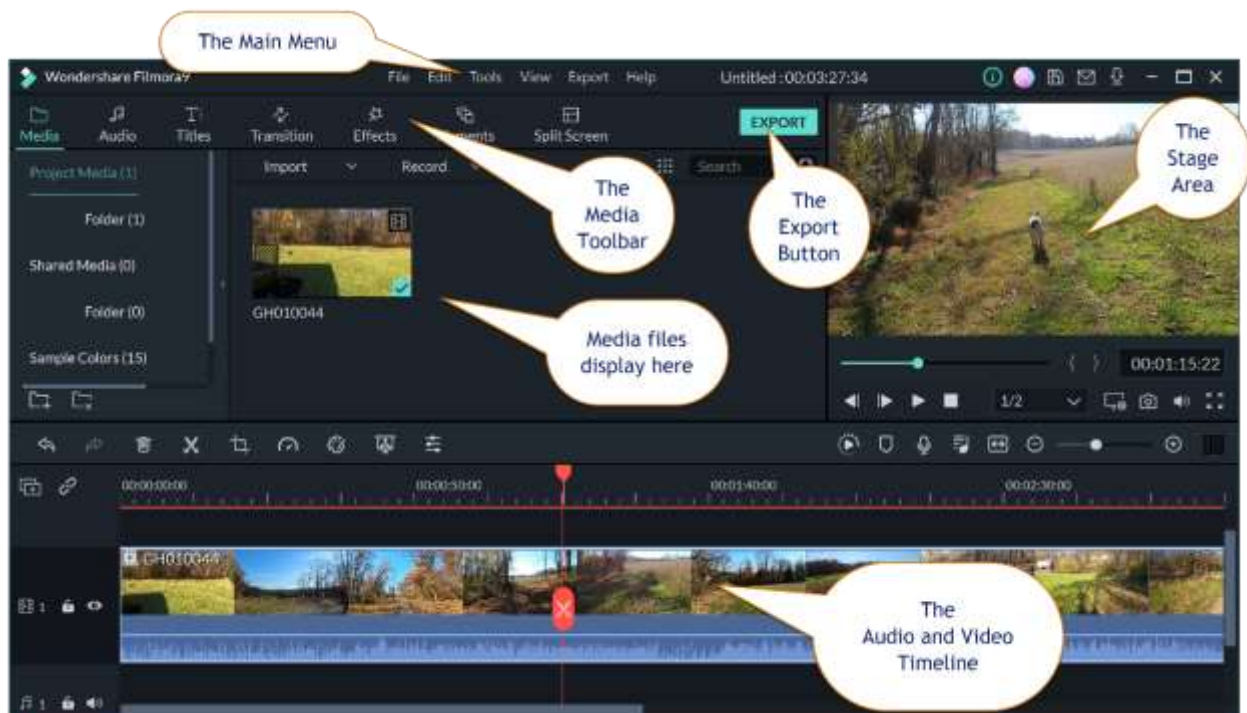 The Main Menu
Wondershare Filmora9
File Edit Tools View Export Help
Untitled : 00:03:27:34
Media Audio Titles Transition Effects Split Screen
EXPORT
Project Media (1)
Folder (1)
Shared Media (0)
Folder (0)
Sample Colors (15)
Import Record
Search
GH010044
The
Media
Toolbar
The
Export
Button
The
Stage
Area
Media files
display here
00:01:15:22
1/2
00:00:00:00 00:00:50:00 00:01:40:00 00:02:30:00
GH010044
1
The
Audio and Video
Timeline
1